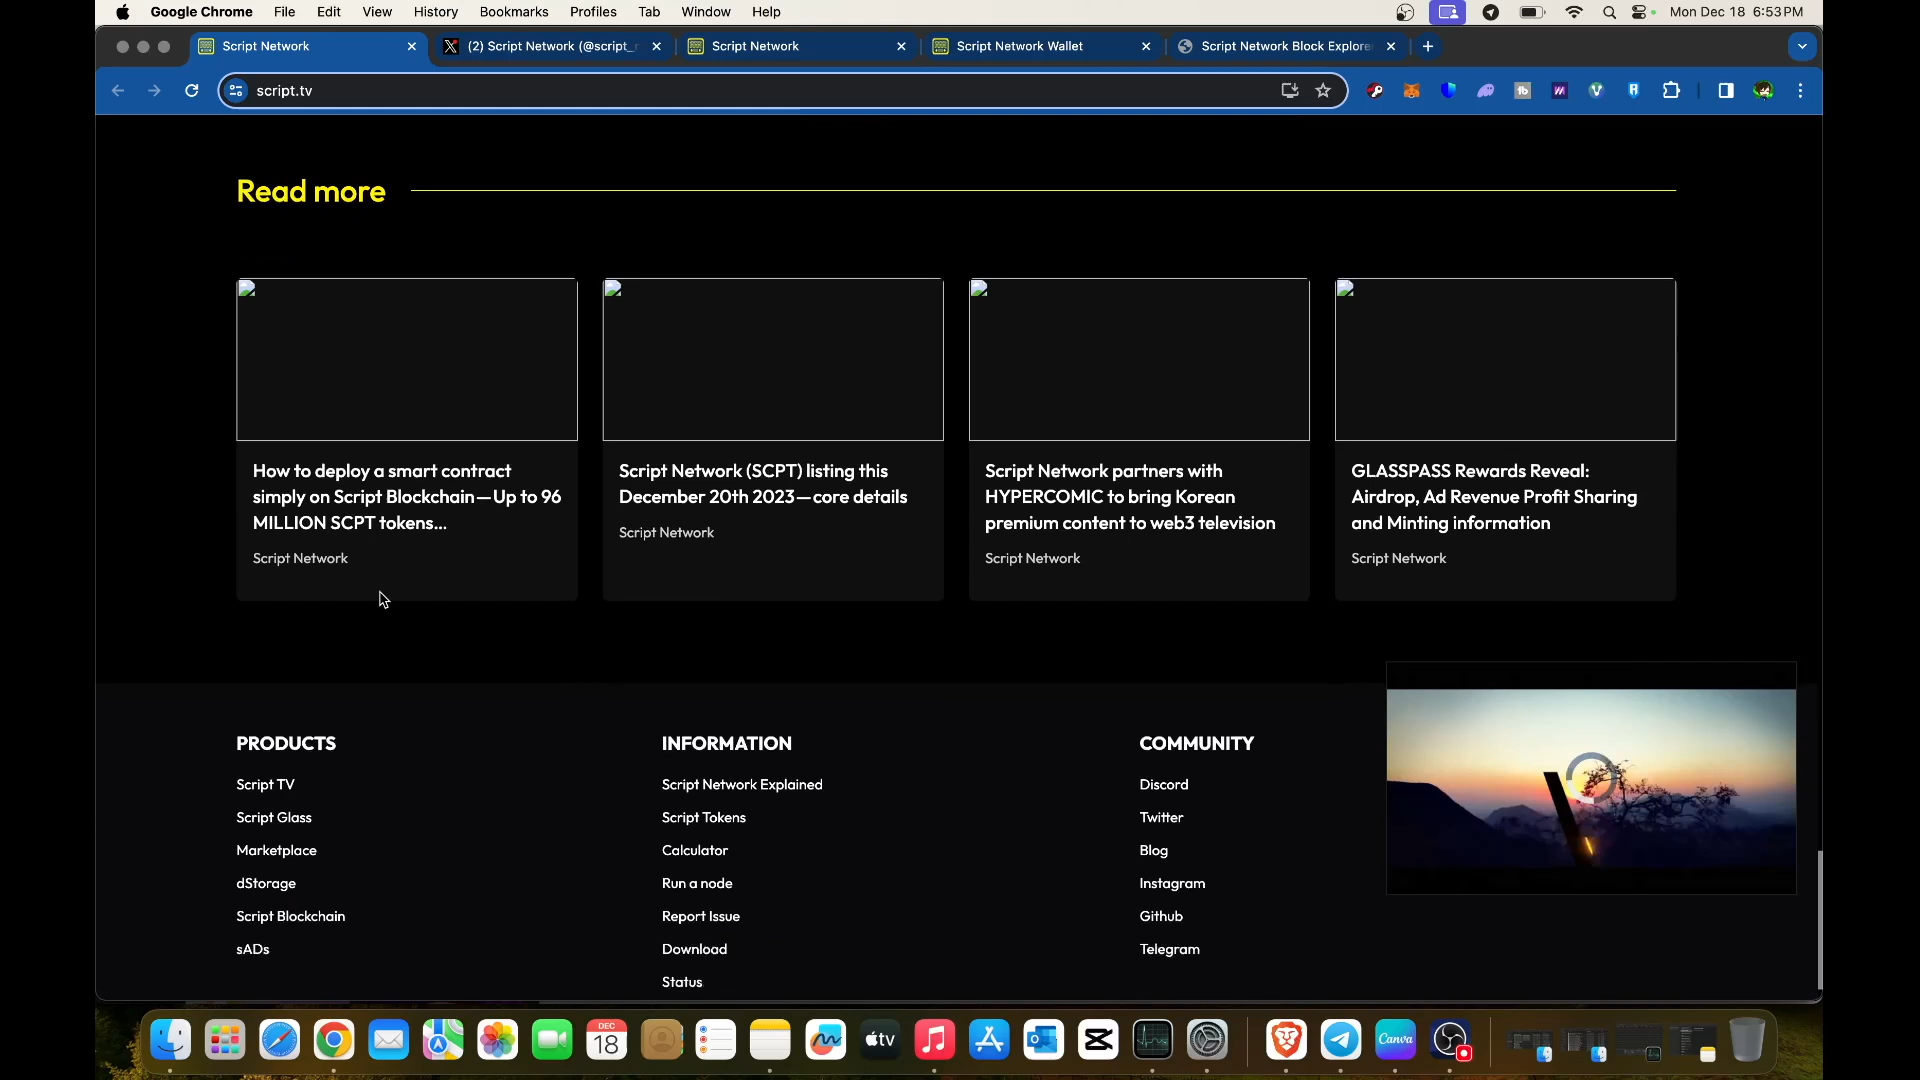 Google Chrome File Edit View History Bookmarks Profiles Tab Window Help Mon Dec 18 6:53 PM
Script Network (2) Script Network (@script_ Script Network Script Network Wallet Script Network Block Explore
script.tv
Read more
How to deploy a smart contract
simply on Script Blockchain — Up to 96
MILLION SCPT tokens...
Script Network
Script Network (SCPT) listing this
December 20th 2023 — core details
Script Network
Script Network partners with
HYPERCOMIC to bring Korean
premium content to web3 television
Script Network
GLASSPASS Rewards Reveal:
Airdrop, Ad Revenue Profit Sharing
and Minting information
Script Network
PRODUCTS
Script TV
Script Glass
Marketplace
dStorage
Script Blockchain
sADs
INFORMATION
Script Network Explained
Script Tokens
Calculator
Run a node
Report Issue
Download
Status
COMMUNITY
Discord
Twitter
Blog
Instagram
Github
Telegram
DEC
18
tv
Canva